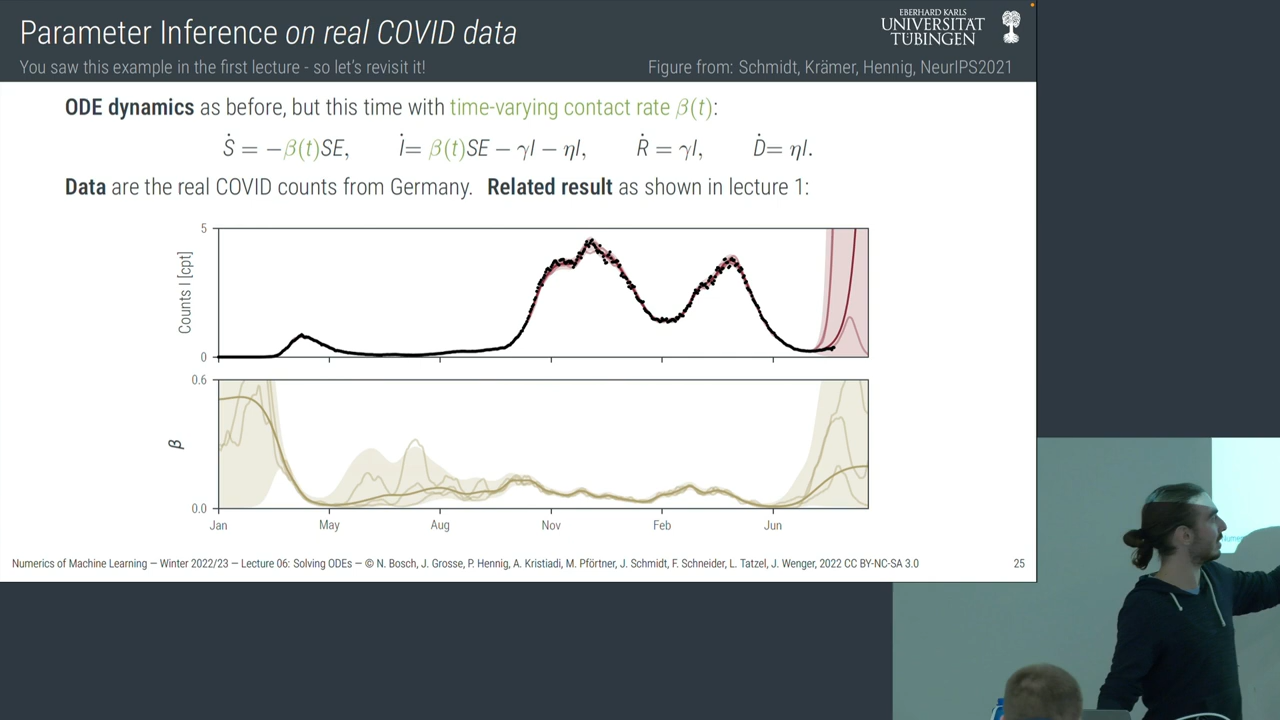 Parameter Inference on real COVID data
EBERHARD KARLS
UNIVERSITÄT
TÜBINGEN
You saw this example in the first lecture - so let's revisit it!
Figure from: Schmidt, Krämer, Hennig, NeurIPS2021
ODE dynamics as before, but this time with time-varying contact rate β(t):
Ṡ = −β(t)SE, İ= β(t)SE − γI − ηI, Ṙ = γI, Ḋ= ηI.
Data are the real COVID counts from Germany. Related result as shown in lecture 1:
5
Counts I [cpt]
0
0.6
β
0.0
Jan May Aug Nov Feb Jun
Numerics of Machine Learning — Winter 2022/23 — Lecture 06: Solving ODEs — © N. Bosch, J. Grosse, P. Hennig, A. Kristiadi, M. Pförtner, J. Schmidt, F. Schneider, L. Tatzel, J. Wenger, 2022 CC BY-NC-SA 3.0
25